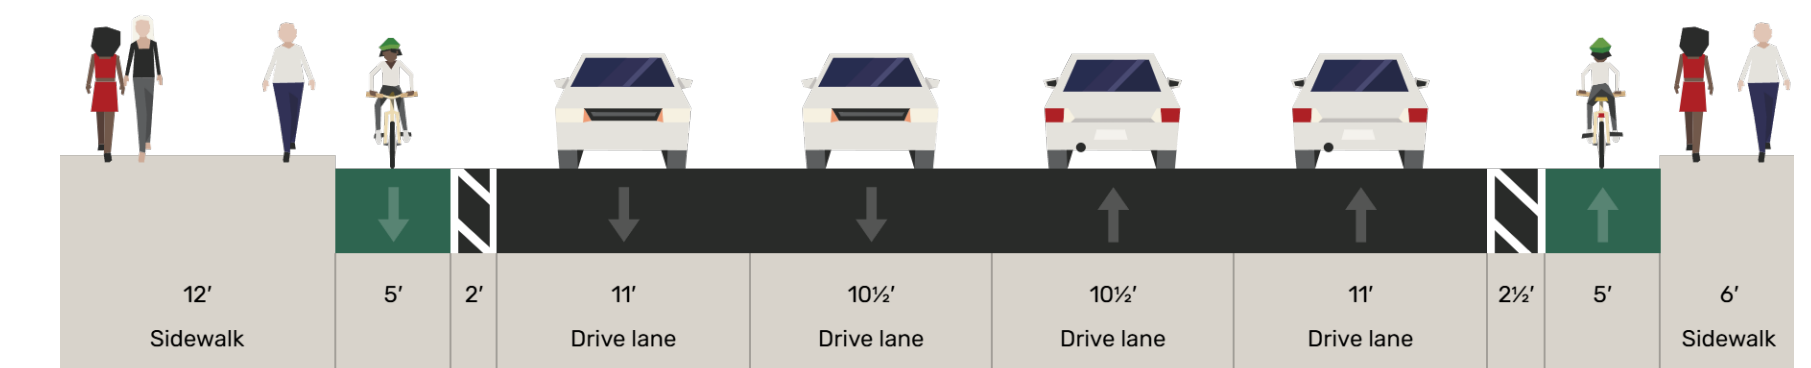 12′ 5′ 2′ 11′ 10½′ 10½′ 11′ 2½′ 5′ 6′
Sidewalk Drive lane Drive lane Drive lane Drive lane Sidewalk